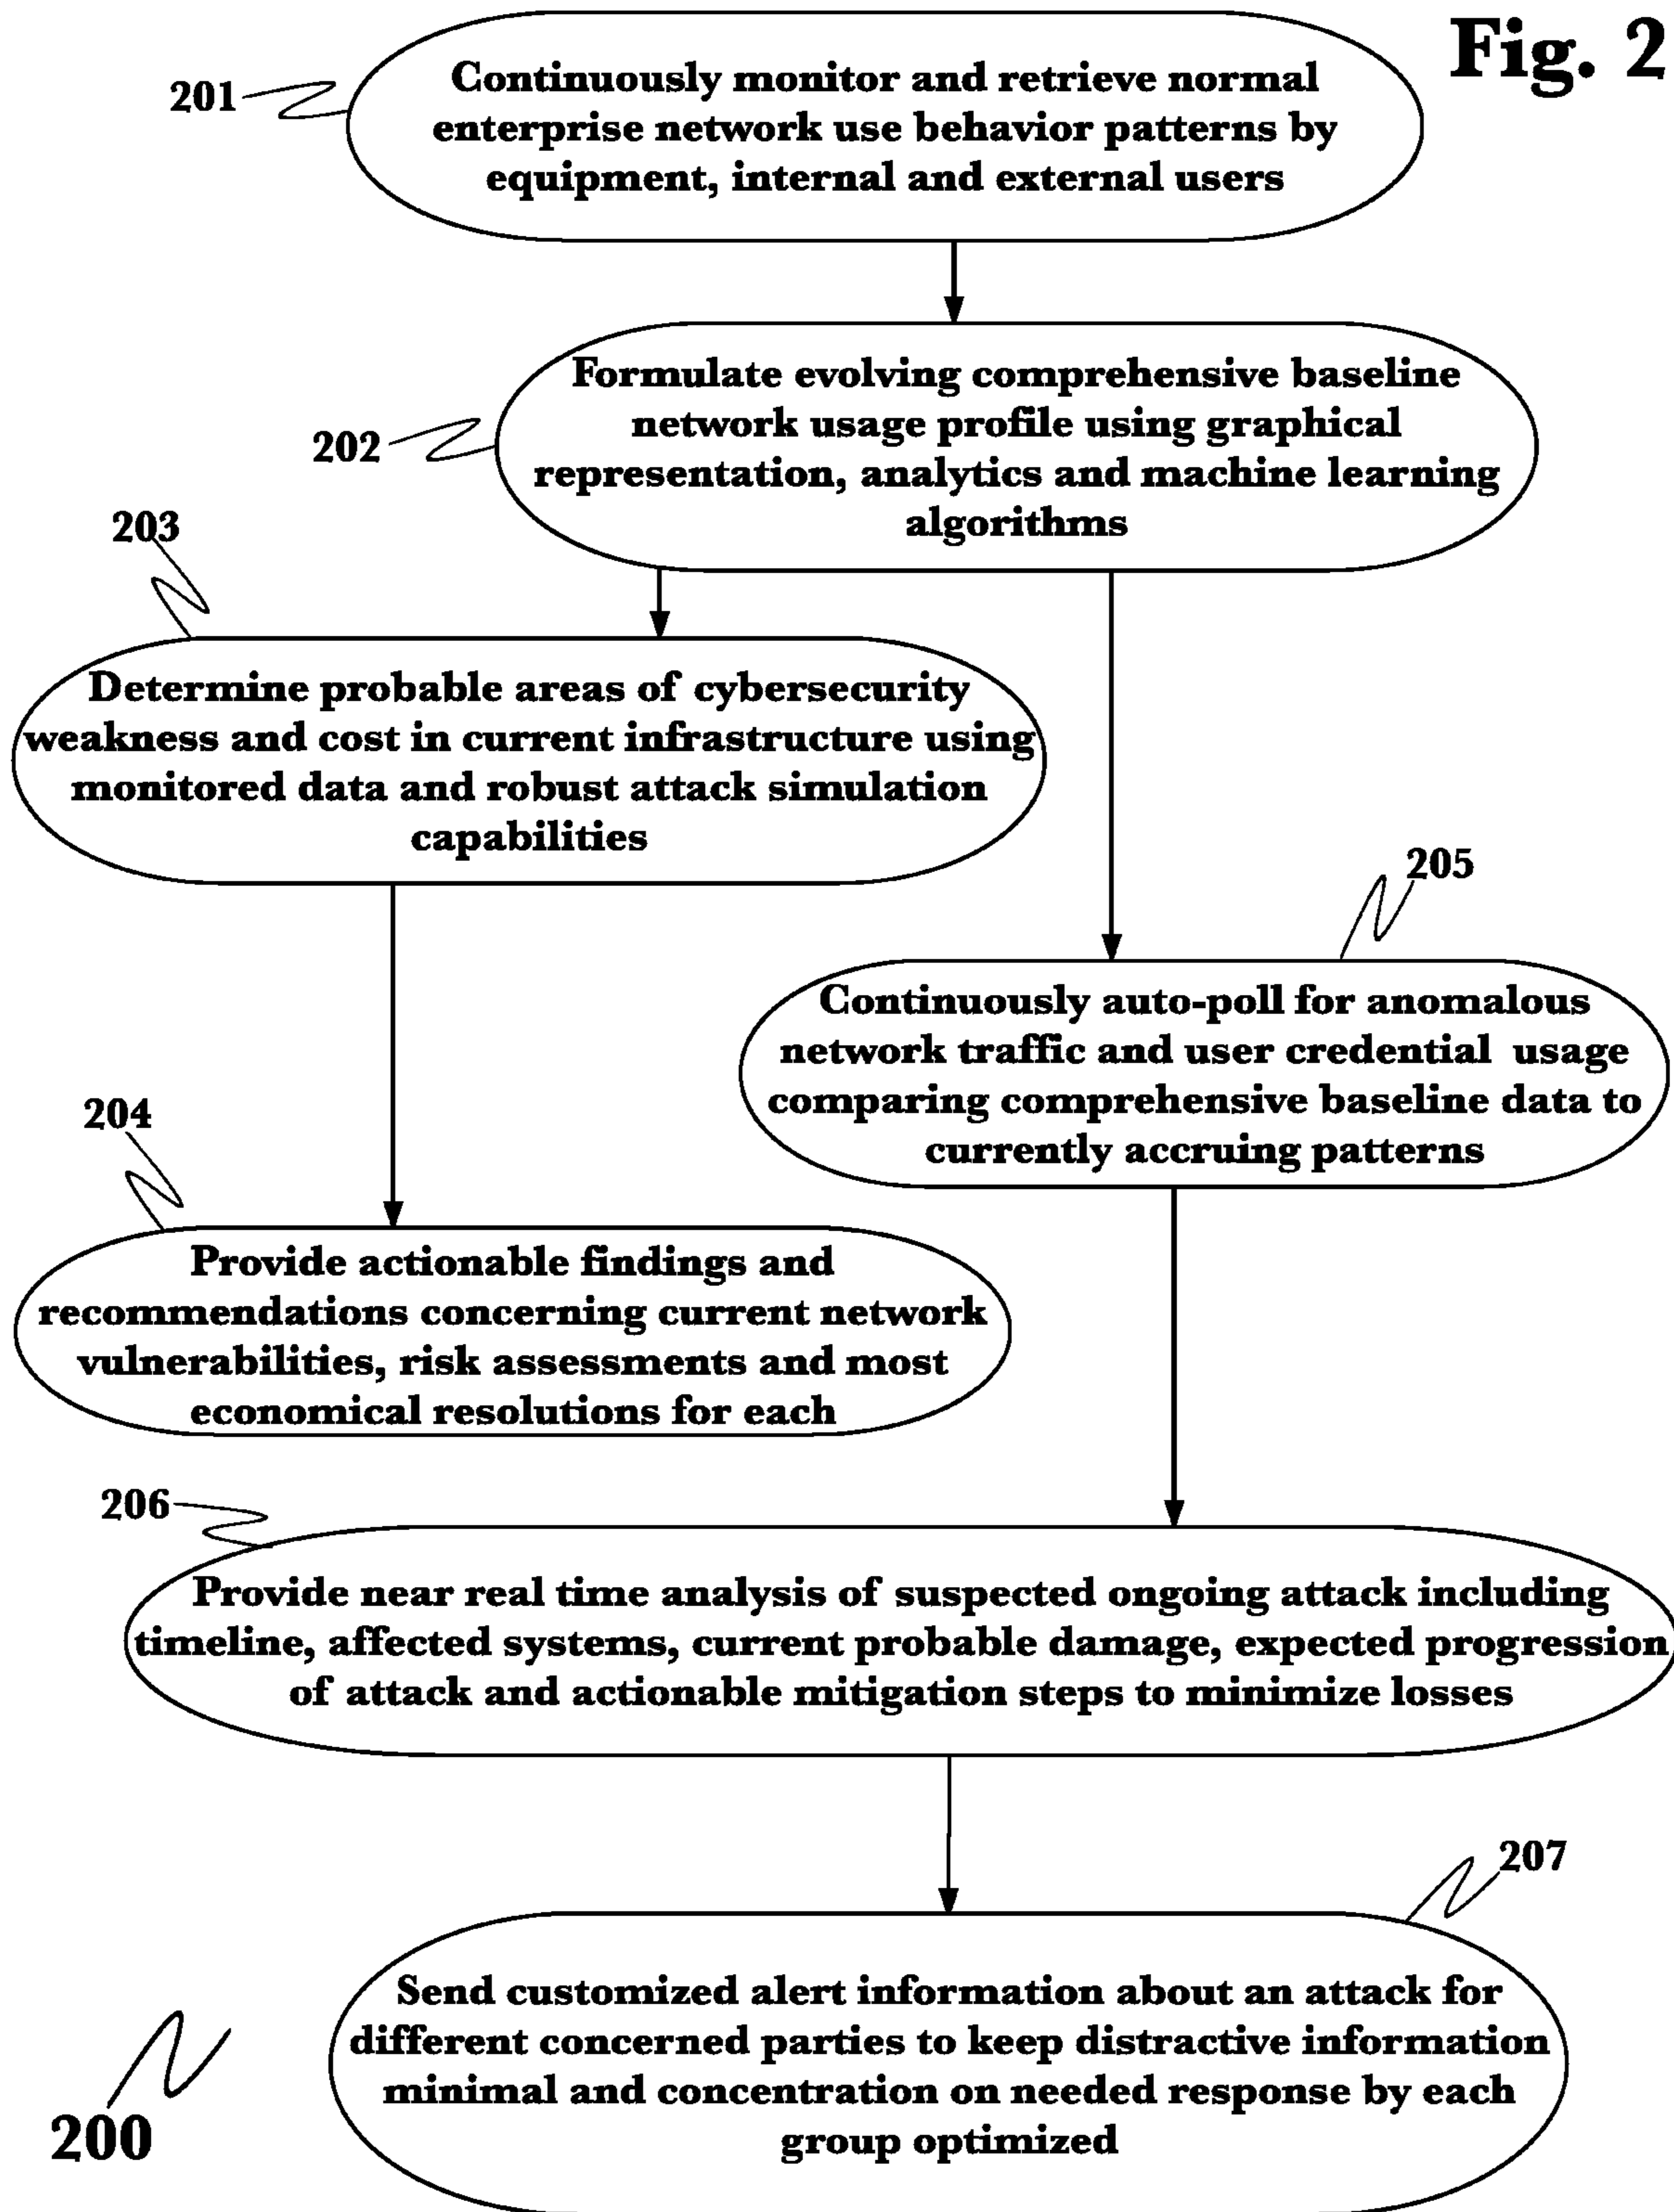 Fig. 2
201
Continuously monitor and retrieve normal
enterprise network use behavior patterns by
equipment, internal and external users
202
Formulate evolving comprehensive baseline
network usage profile using graphical
representation, analytics and machine learning
algorithms
203
Determine probable areas of cybersecurity
weakness and cost in current infrastructure using
monitored data and robust attack simulation
capabilities
205
Continuously auto-poll for anomalous
network traffic and user credential usage
comparing comprehensive baseline data to
currently accruing patterns
204
Provide actionable findings and
recommendations concerning current network
vulnerabilities, risk assessments and most
economical resolutions for each
206
Provide near real time analysis of suspected ongoing attack including
timeline, affected systems, current probable damage, expected progression
of attack and actionable mitigation steps to minimize losses
207
Send customized alert information about an attack for
different concerned parties to keep distractive information
minimal and concentration on needed response by each
group optimized
200